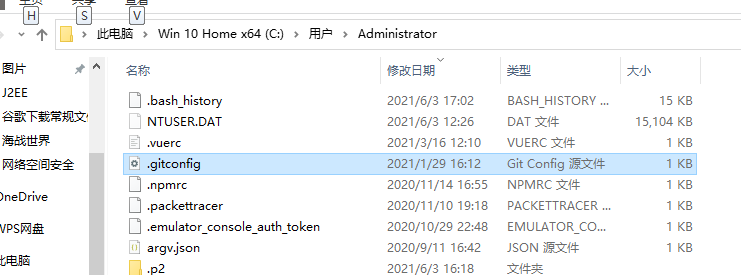 H S V
此电脑 > Win 10 Home x64 (C:) > 用户 > Administrator
图片
J2EE
谷歌下载常规文
海战世界
网络空间安全
OneDrive
WPS网盘
此电脑
名称 修改日期 类型 大小
.bash_history 2021/6/3 17:02 BASH_HISTORY ... 15 KB
NTUSER.DAT 2021/6/3 12:26 DAT 文件 15,104 KB
.vuerc 2021/3/16 12:10 VUERC 文件 1 KB
.gitconfig 2021/1/29 16:12 Git Config 源文件 1 KB
.npmrc 2020/11/14 16:55 NPMRC 文件 1 KB
.packettracer 2020/11/10 19:18 PACKETTRACER ... 1 KB
.emulator_console_auth_token 2020/10/29 22:48 EMULATOR_CO... 1 KB
argv.json 2020/9/11 16:42 JSON 源文件 1 KB
.p2 2021/6/3 16:18 文件夹